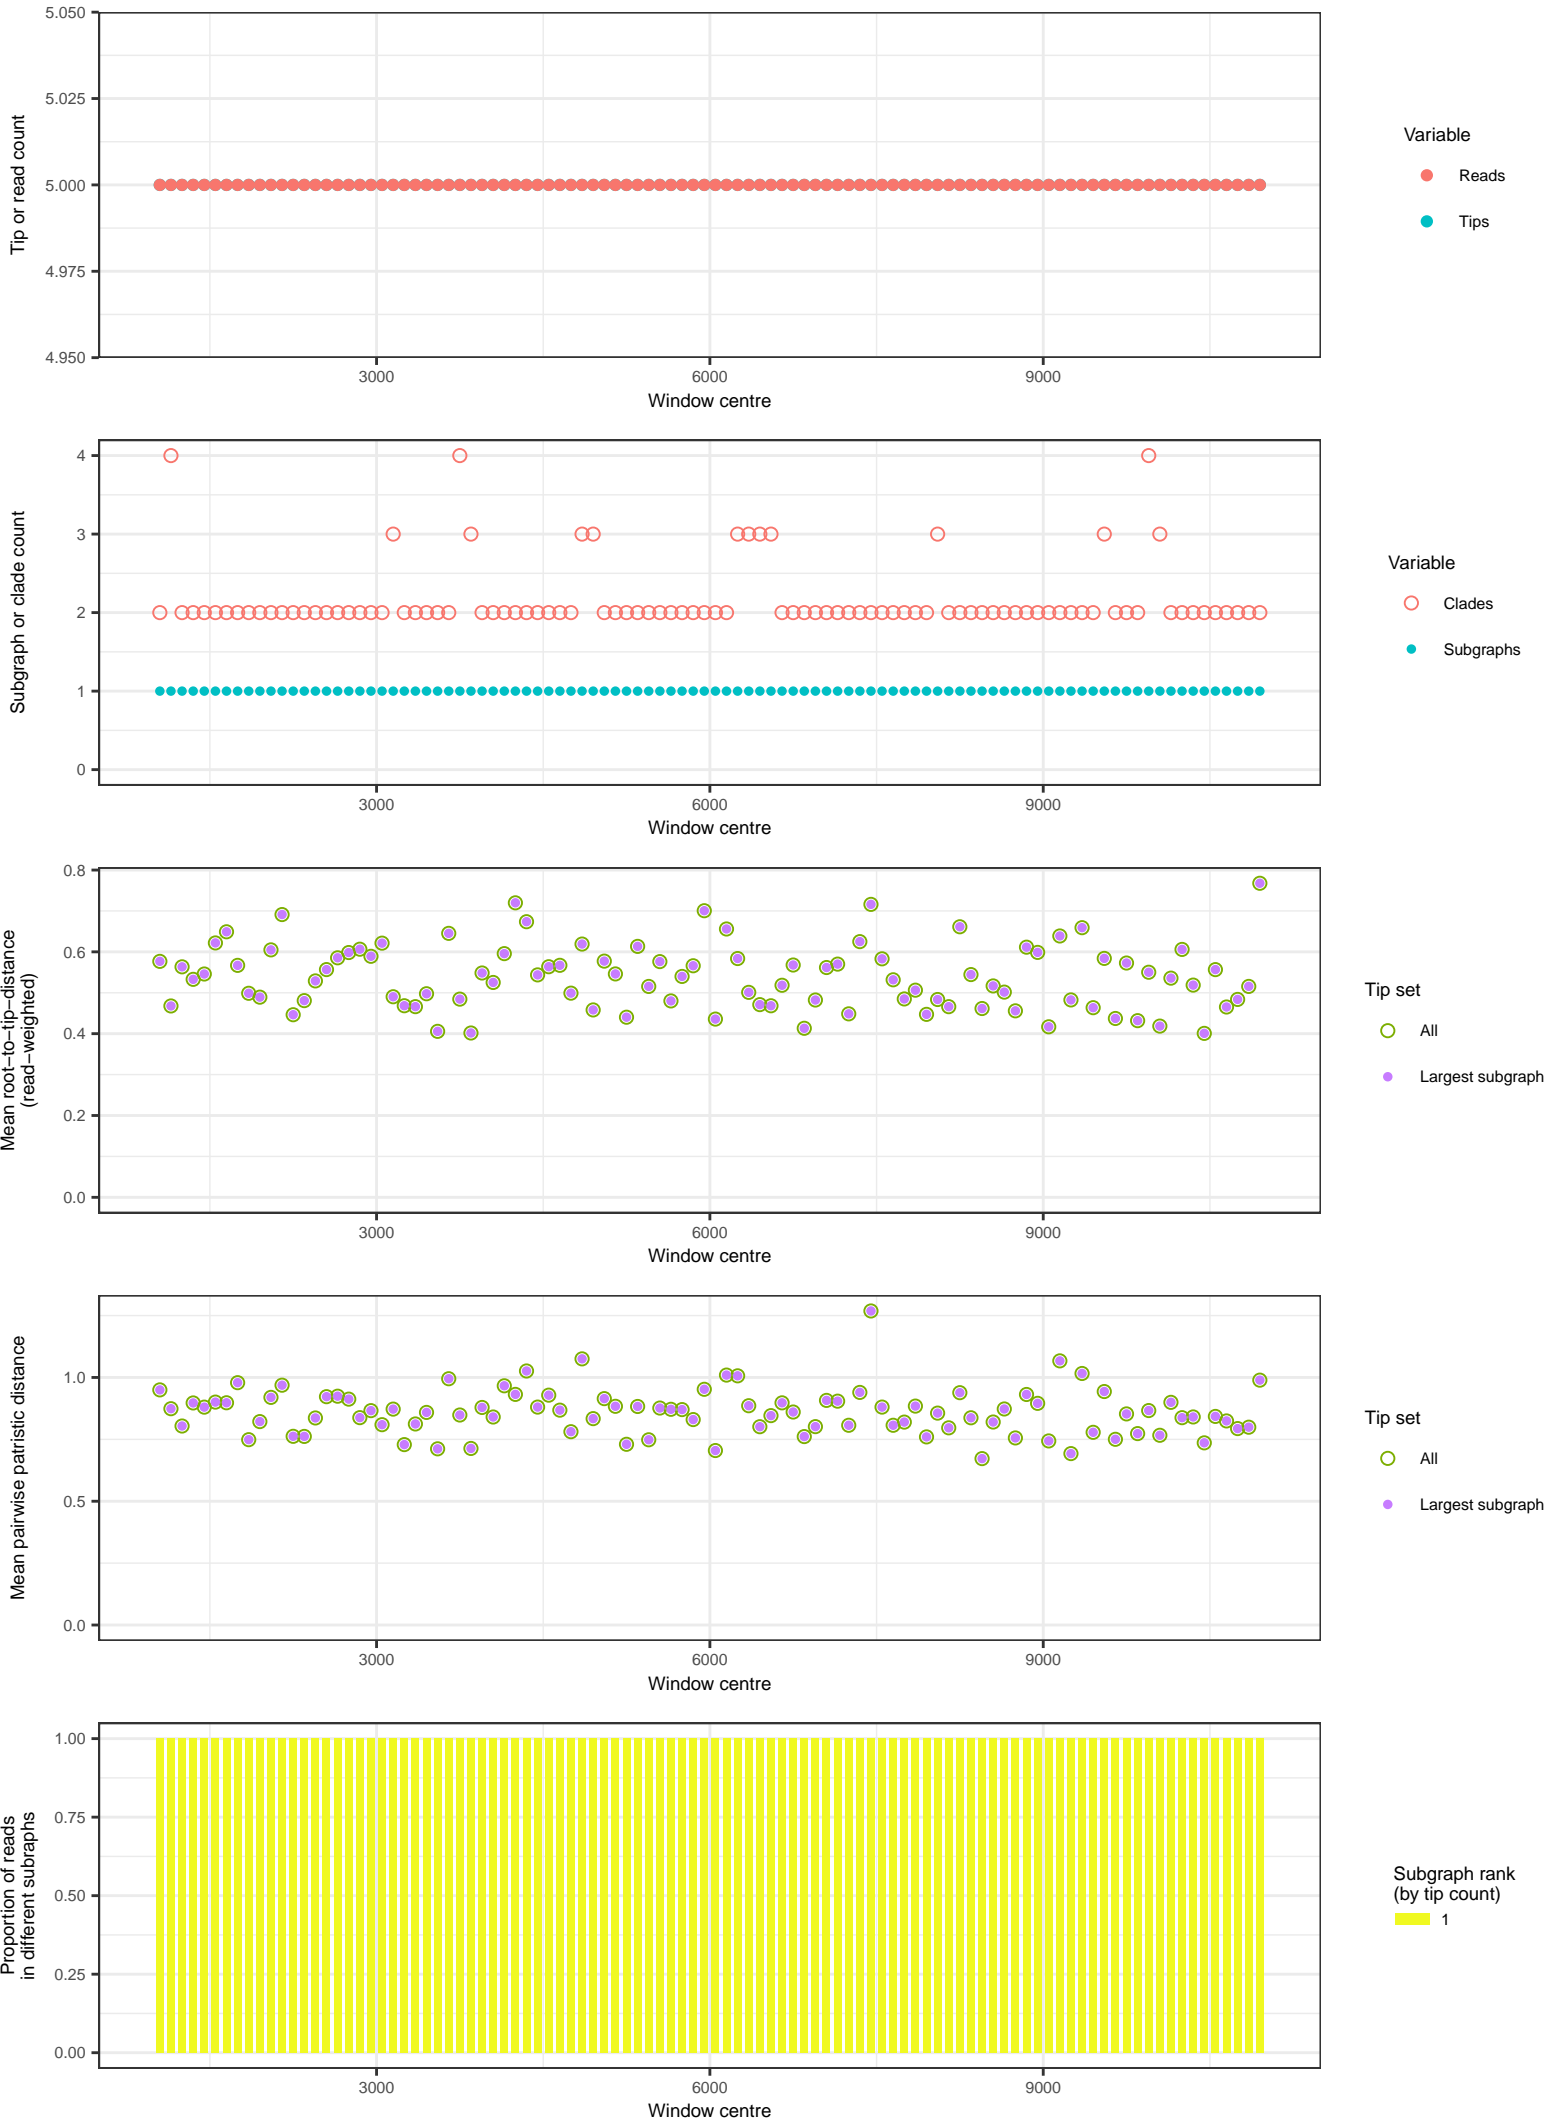 5.050
5.025
5.000
4.975
4.950
Tip or read count
3000
6000
9000
Window centre
Variable
Reads
Tips
4
3
2
1
0
Subgraph or clade count
3000
6000
9000
Window centre
Variable
Clades
Subgraphs
0.8
0.6
0.4
0.2
0.0
Mean root−to−tip−distance
(read−weighted)
3000
6000
9000
Window centre
Tip set
All
Largest subgraph
1.0
0.5
0.0
Mean pairwise patristic distance
3000
6000
9000
Window centre
Tip set
All
Largest subgraph
1.00
0.75
0.50
0.25
0.00
Proportion of reads
in different subraphs
3000
6000
9000
Window centre
Subgraph rank
(by tip count)
1